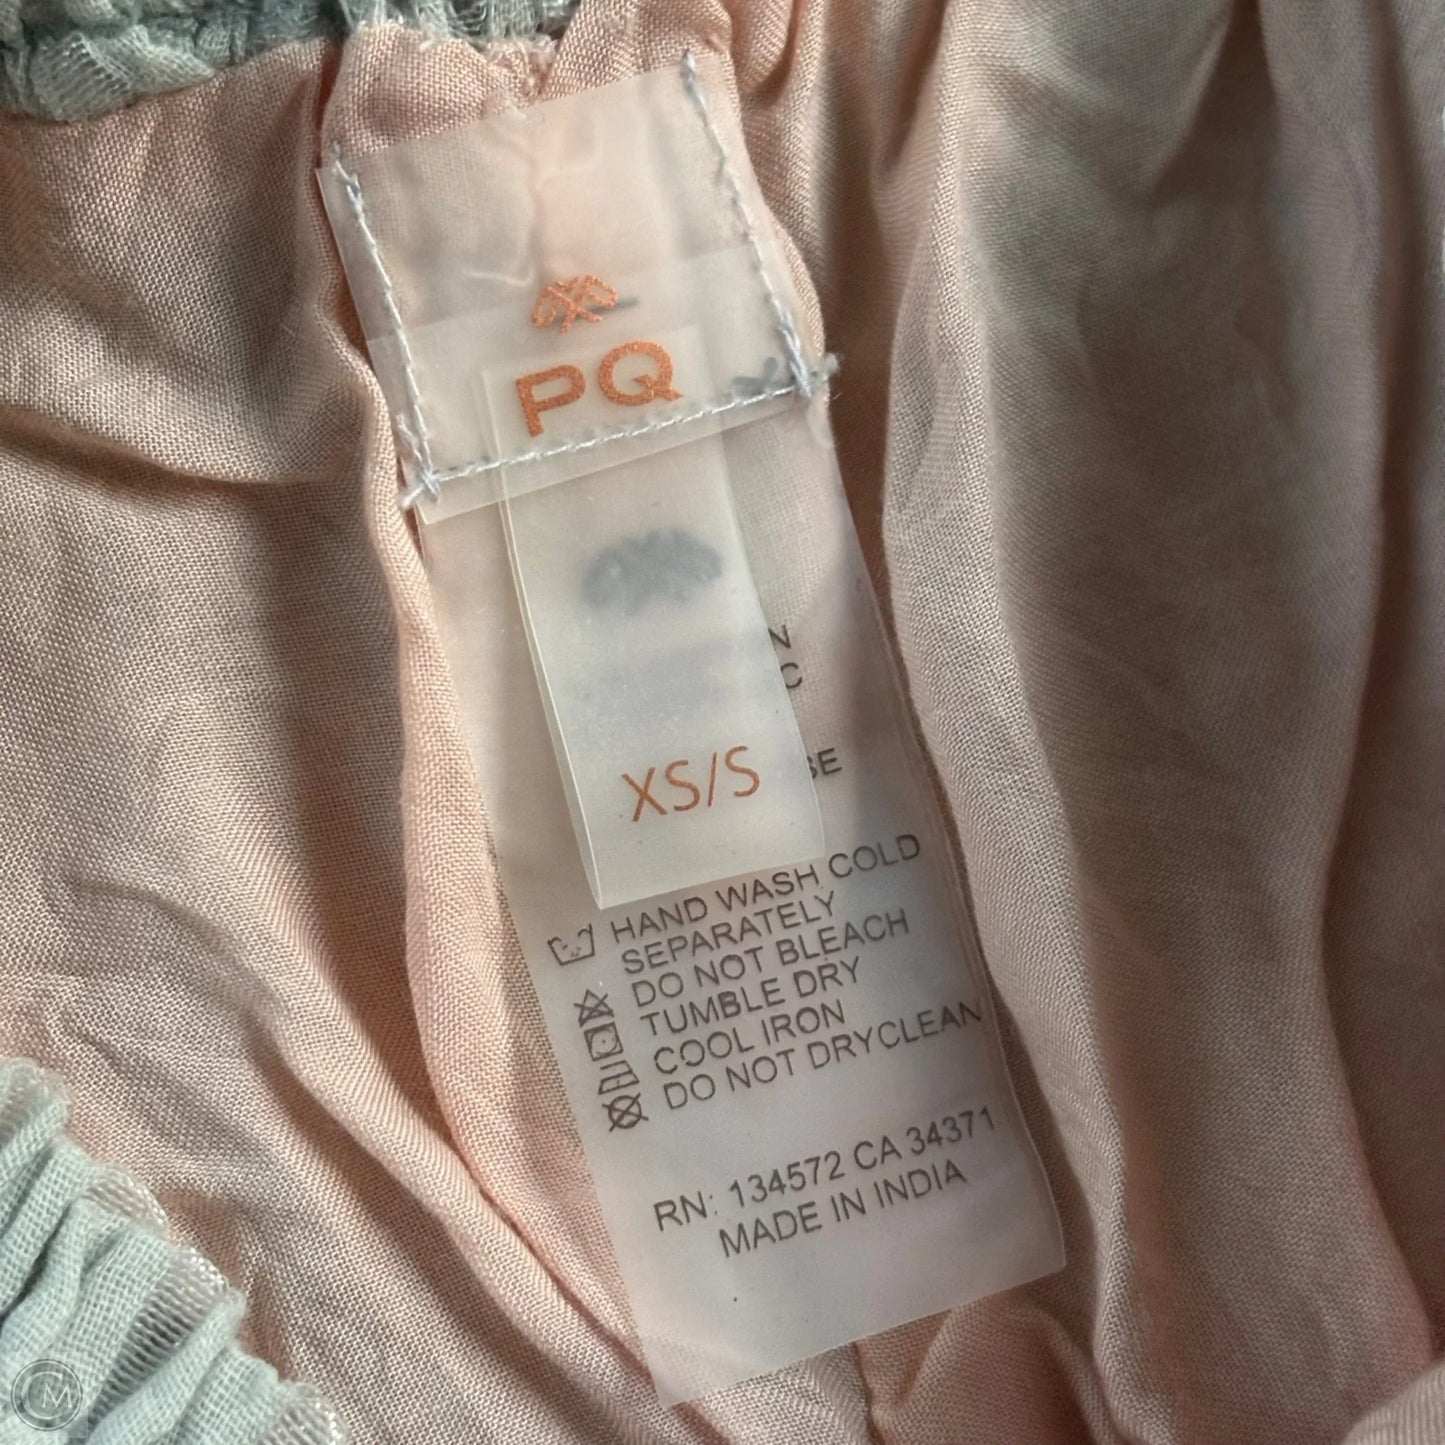 PQ
XS/S
HAND WASH COLD
SEPARATELY
DO NOT BLEACH
TUMBLE DRY
COOL IRON
DO NOT DRYCLEAN
RN: 134572 CA 34371
MADE IN INDIA